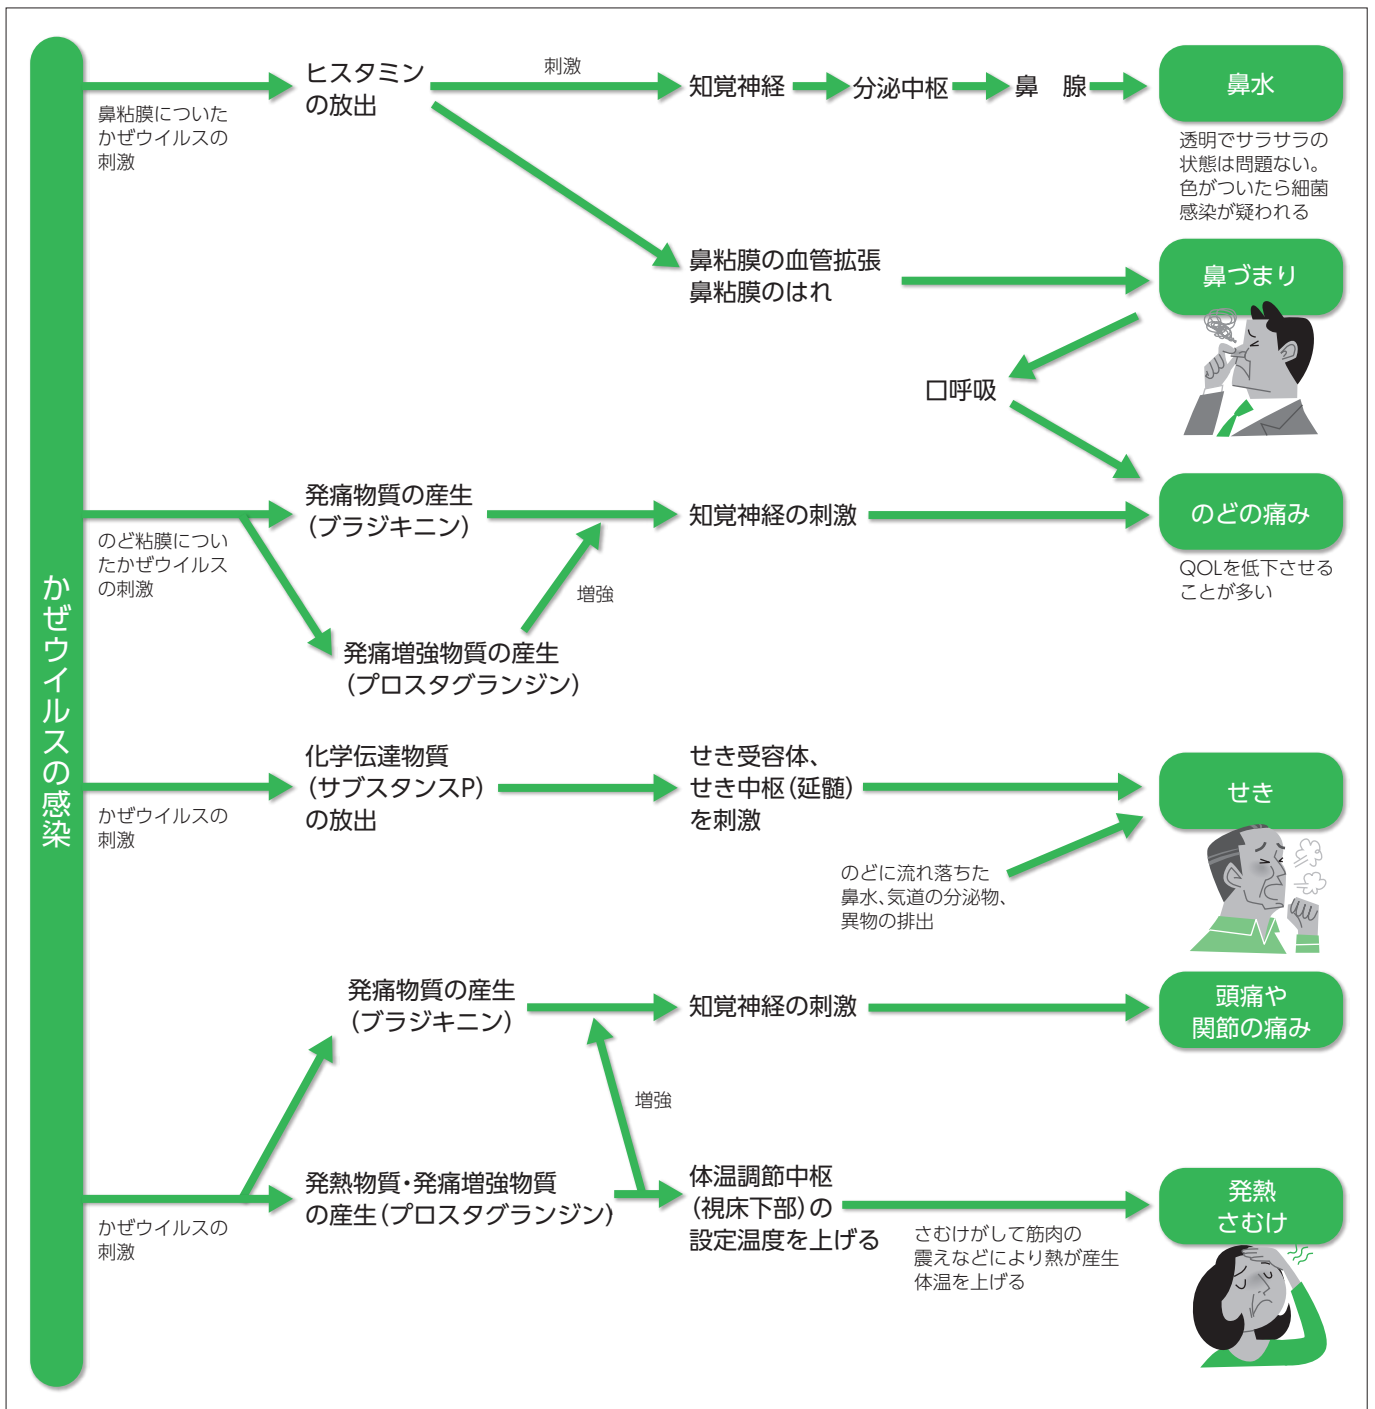 かぜウイルスの感染
鼻粘膜についた
かぜウイルスの
刺激
ヒスタミン
の放出
刺激
知覚神経
分泌中枢
鼻　腺
鼻水
透明でサラサラの
状態は問題ない。
色がついたら細菌
感染が疑われる
鼻粘膜の血管拡張
鼻粘膜のはれ
鼻づまり
口呼吸
のど粘膜につい
たかぜウイルス
の刺激
発痛物質の産生
（ブラジキニン）
増強
発痛増強物質の産生
（プロスタグランジン）
知覚神経の刺激
のどの痛み
QOLを低下させる
ことが多い
かぜウイルスの
刺激
化学伝達物質
（サブスタンスP）
の放出
せき受容体、
せき中枢（延髄）
を刺激
せき
のどに流れ落ちた
鼻水、気道の分泌物、
異物の排出
発痛物質の産生
（ブラジキニン）
知覚神経の刺激
頭痛や
関節の痛み
増強
かぜウイルスの
刺激
発熱物質・発痛増強物質
の産生（プロスタグランジン）
体温調節中枢
（視床下部）の
設定温度を上げる
さむけがして筋肉の
震えなどにより熱が産生
体温を上げる
発熱
さむけ